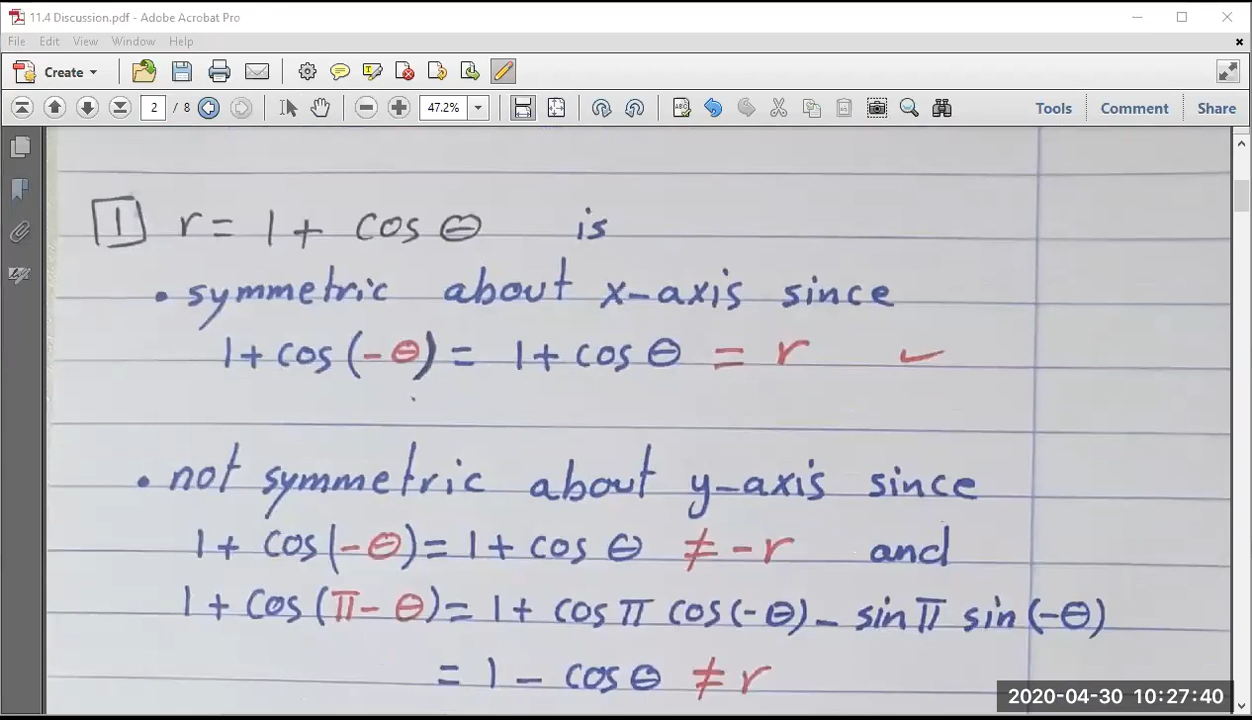 11.4 Discussion.pdf - Adobe Acrobat Pro
File Edit View Window Help
Create
2 / 8 47.2% Tools Comment Share
1 r = 1 + cos θ is
• symmetric about x-axis since
1 + cos (-θ) = 1 + cos θ = r ✓
• not symmetric about y-axis since
1 + cos(-θ) = 1 + cos θ ≠ -r and
1 + cos (π - θ) = 1 + cos π cos(-θ) - sin π sin (-θ)
= 1 - cos θ ≠ r
2020-04-30 10:27:40